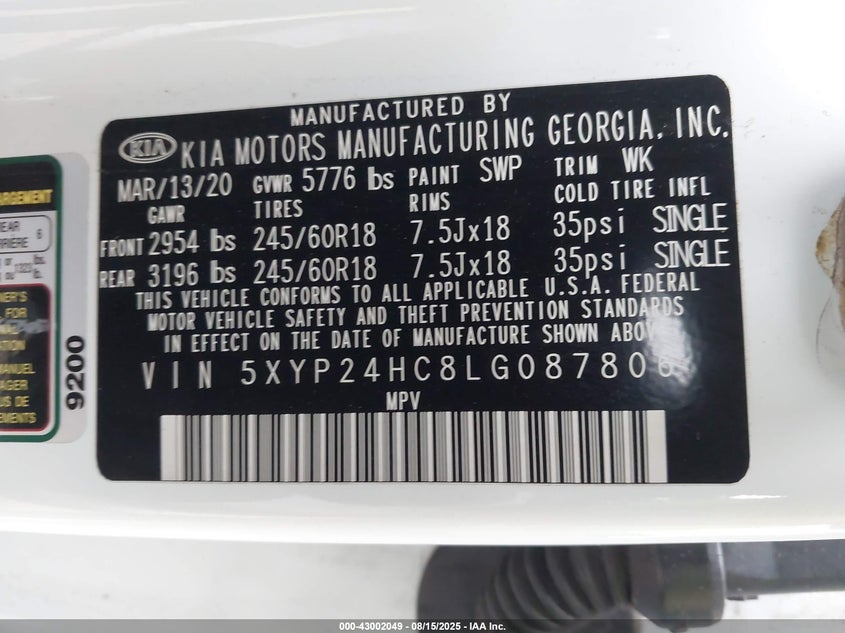 MANUFACTURED BY
KIA KIA MOTORS MANUFACTURING GEORGIA, INC.
MAR/13/20 GVWR 5776 lbs PAINT SWP TRIM WK
GAWR TIRES RIMS COLD TIRE INFL
FRONT 2954 lbs 245/60R18 7.5Jx18 35psi SINGLE
REAR 3196 lbs 245/60R18 7.5Jx18 35psi SINGLE
THIS VEHICLE CONFORMS TO ALL APPLICABLE U.S.A. FEDERAL
MOTOR VEHICLE SAFETY AND THEFT PREVENTION STANDARDS
IN EFFECT ON THE DATE OF MANUFACTURE SHOWN ABOVE
VIN 5XYP24HC8LG087806
MPV
9200
000-43002049 - 08/15/2025 - IAA Inc.